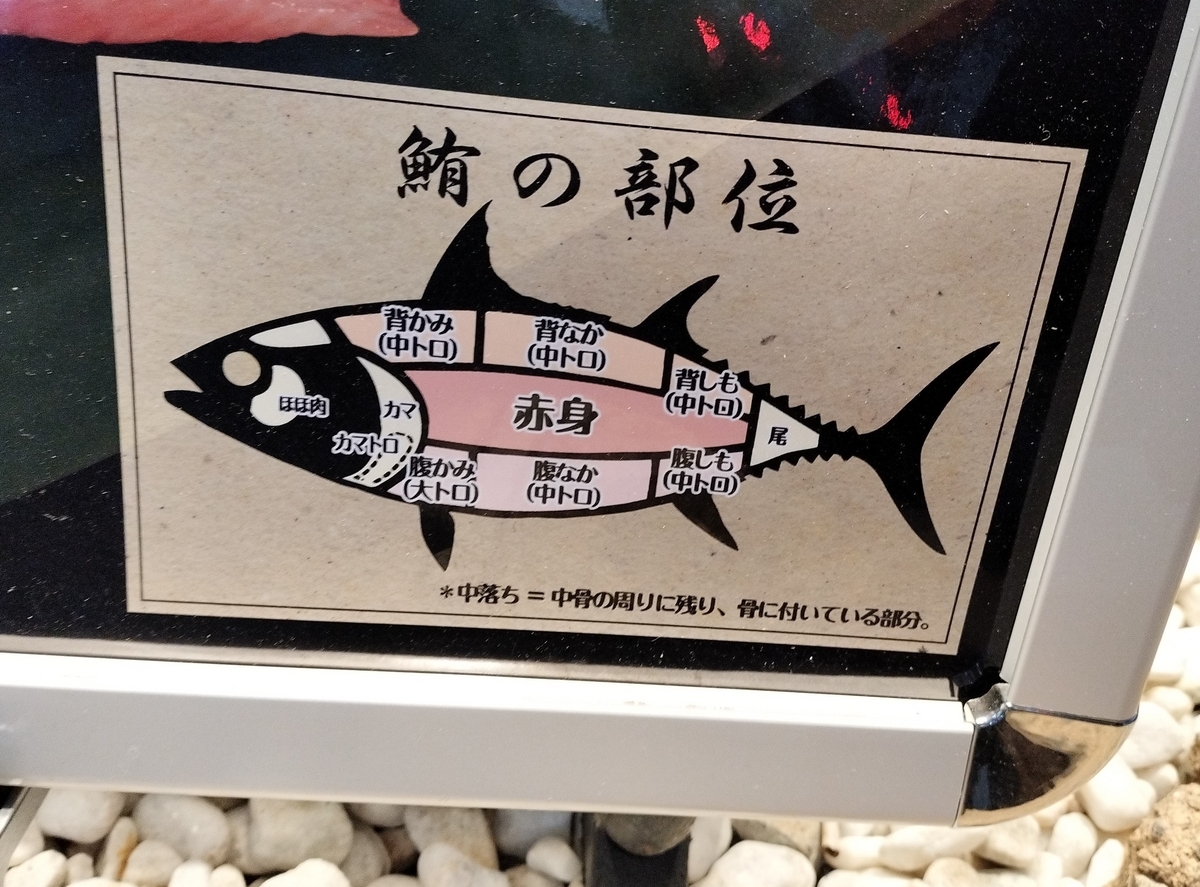 鮪の部位
背かみ
(中トロ)
背なか
(中トロ)
背しも
(中トロ)
ほほ肉
カマ
カマトロ
赤身
尾
腹かみ
(大トロ)
腹なか
(中トロ)
腹しも
(中トロ)
*中落ち = 中骨の周りに残り、骨に付いている部分。